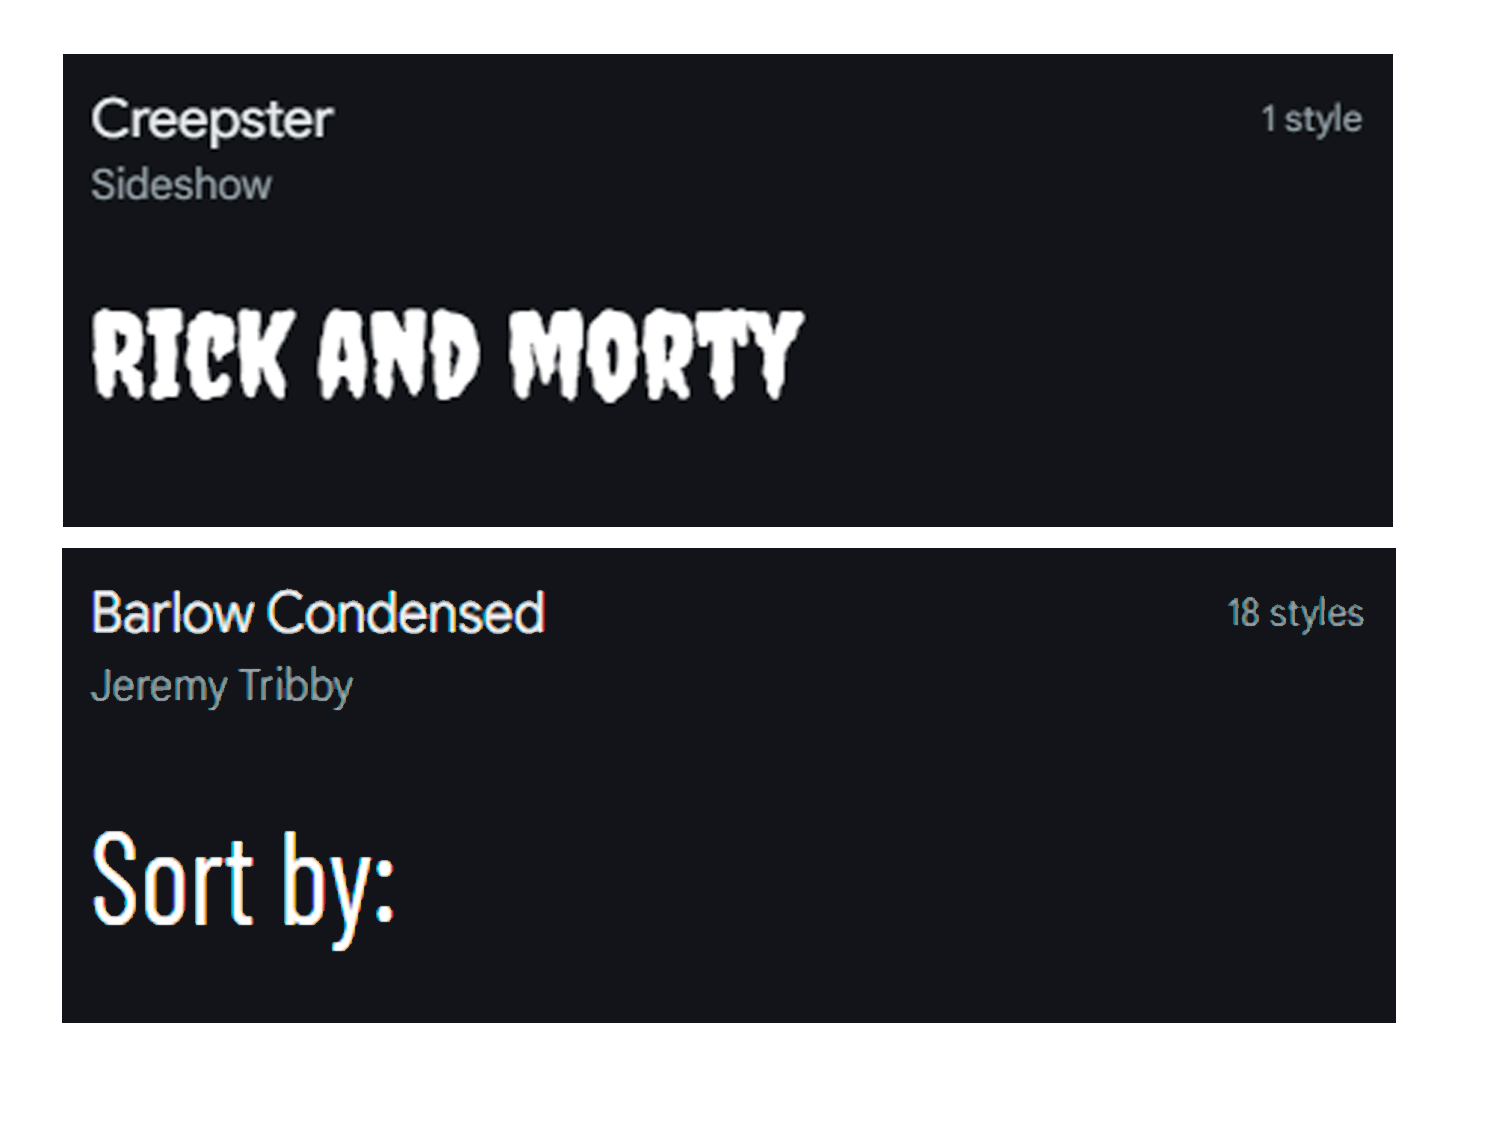 Creepster
1 style
Sideshow
RICK AND MORTY
Barlow Condensed
18 styles
Jeremy Tribby
Sort by: